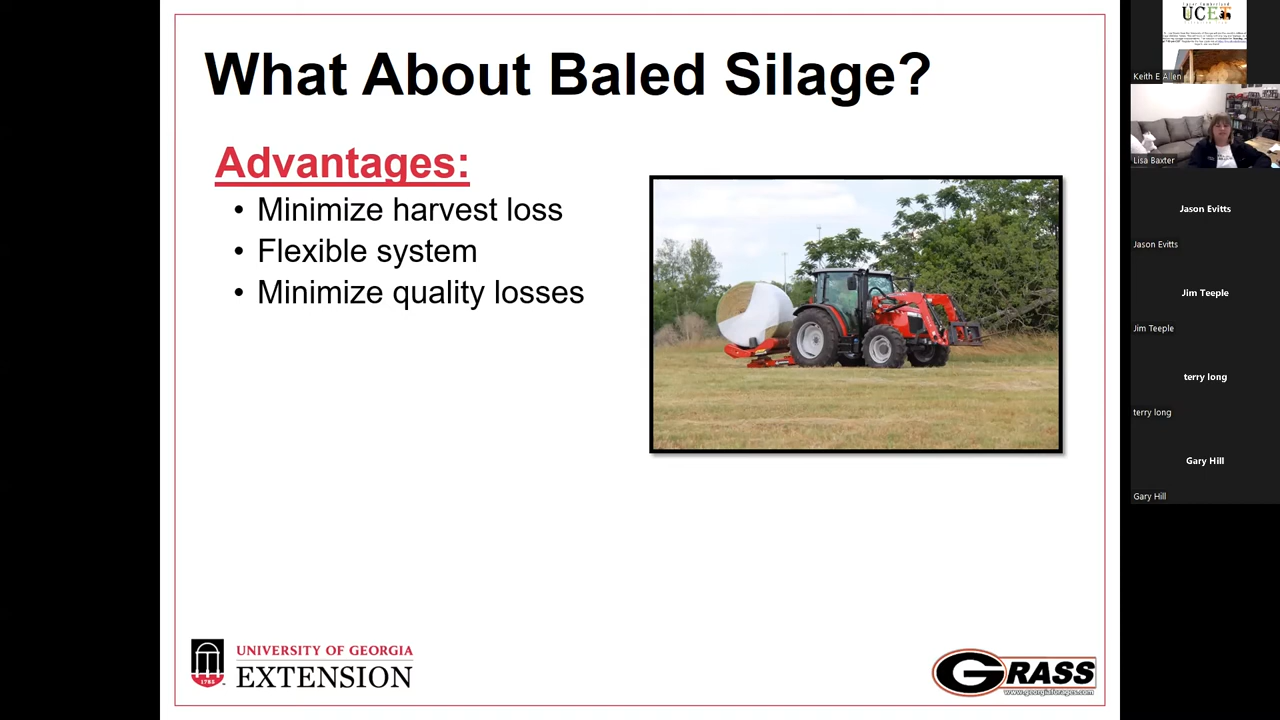 What About Baled Silage?
Advantages:
• Minimize harvest loss
• Flexible system
• Minimize quality losses
UNIVERSITY OF GEORGIA
EXTENSION
1785
GRASS
www.georgiaforages.com
UCET
Keith E Allen
Lisa Baxter
Jason Evitts
Jason Evitts
Jim Teeple
Jim Teeple
terry long
terry long
Gary Hill
Gary Hill